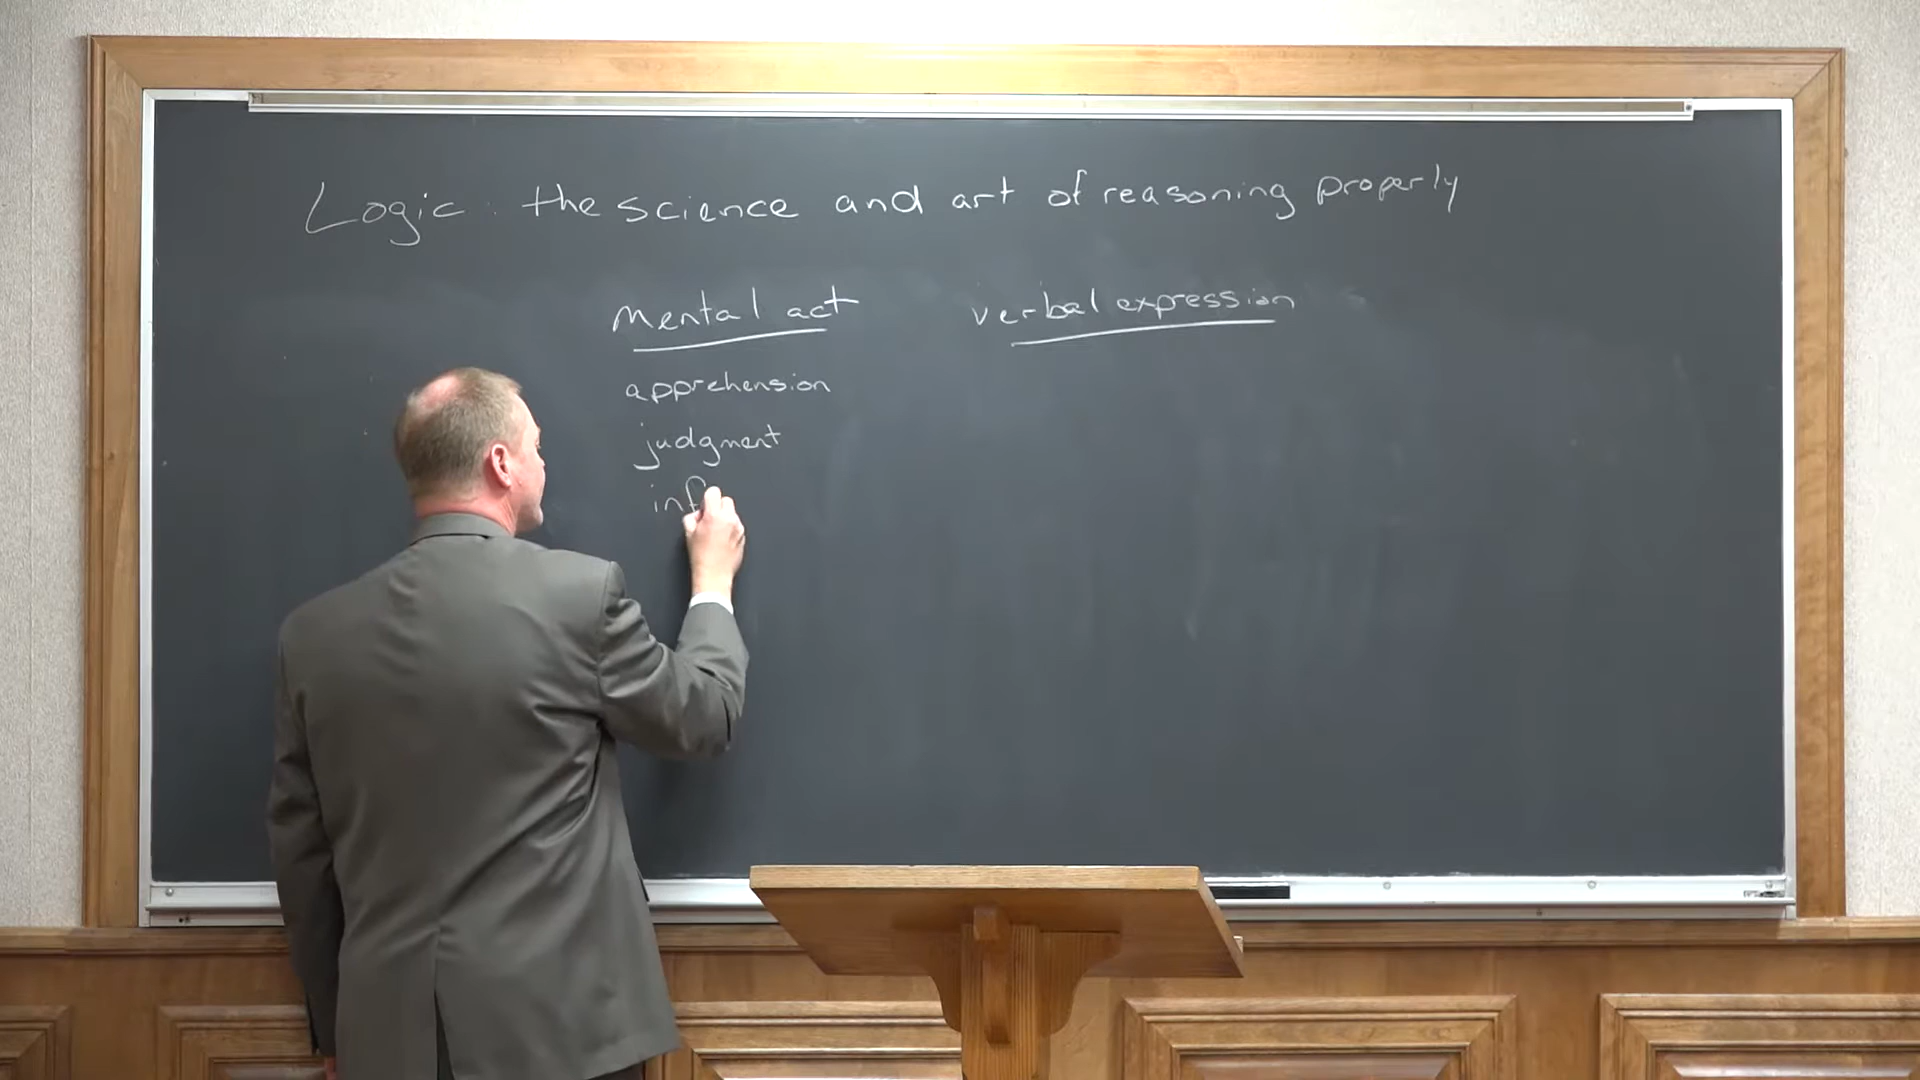 Logic: the science and art of reasoning properly
mental act verbal expression
apprehension
judgment
inf